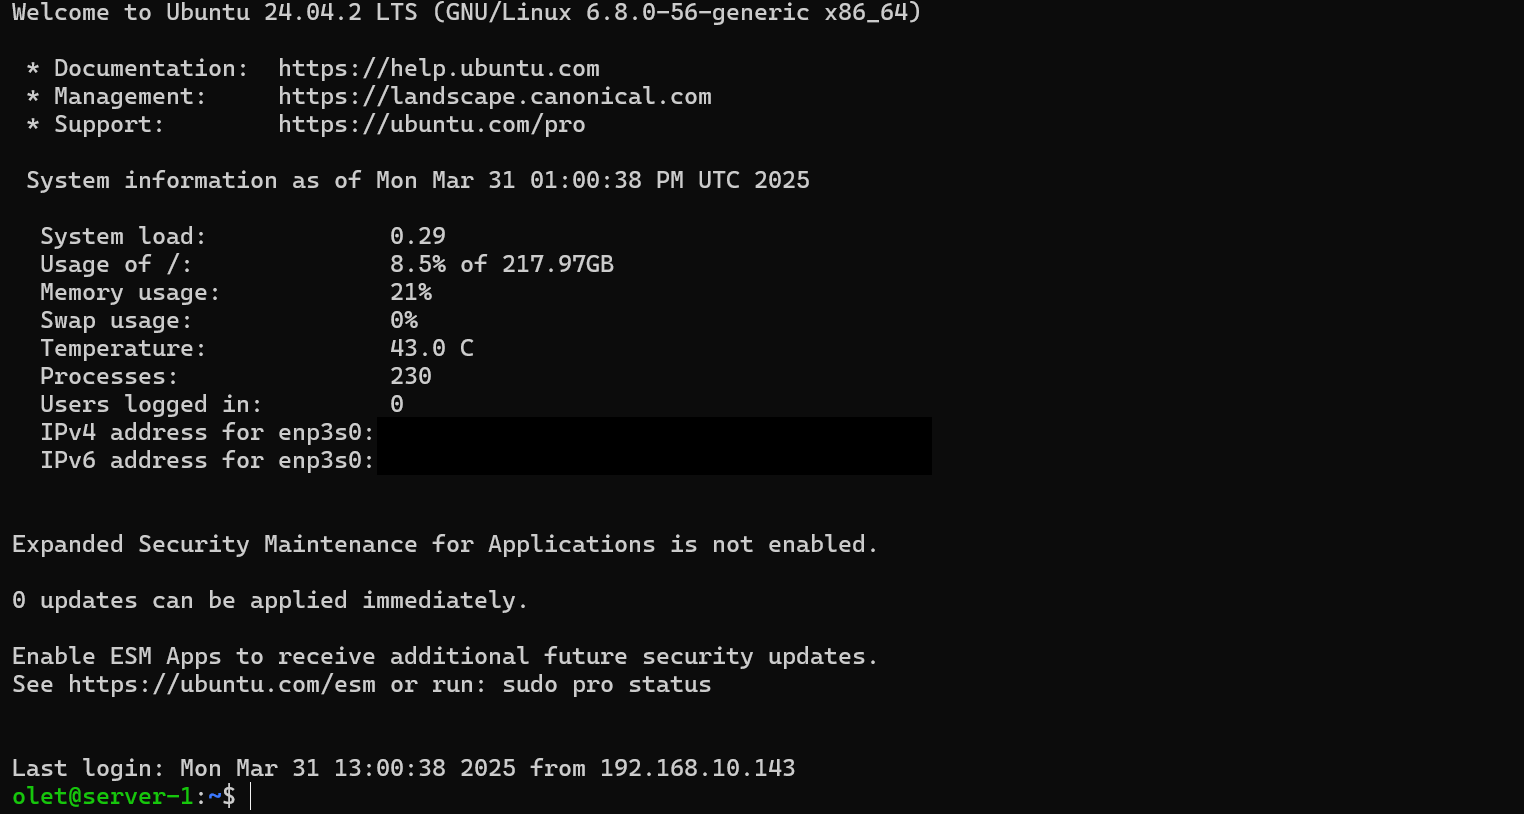 Welcome to Ubuntu 24.04.2 LTS (GNU/Linux 6.8.0-56-generic x86_64)
* Documentation:  https://help.ubuntu.com
* Management:     https://landscape.canonical.com
* Support:        https://ubuntu.com/pro
System information as of Mon Mar 31 01:00:38 PM UTC 2025
System load:             0.29
Usage of /:              8.5% of 217.97GB
Memory usage:            21%
Swap usage:              0%
Temperature:             43.0 C
Processes:               230
Users logged in:         0
IPv4 address for enp3s0:
IPv6 address for enp3s0:
Expanded Security Maintenance for Applications is not enabled.
0 updates can be applied immediately.
Enable ESM Apps to receive additional future security updates.
See https://ubuntu.com/esm or run: sudo pro status
Last login: Mon Mar 31 13:00:38 2025 from 192.168.10.143
olet@server-1:~$